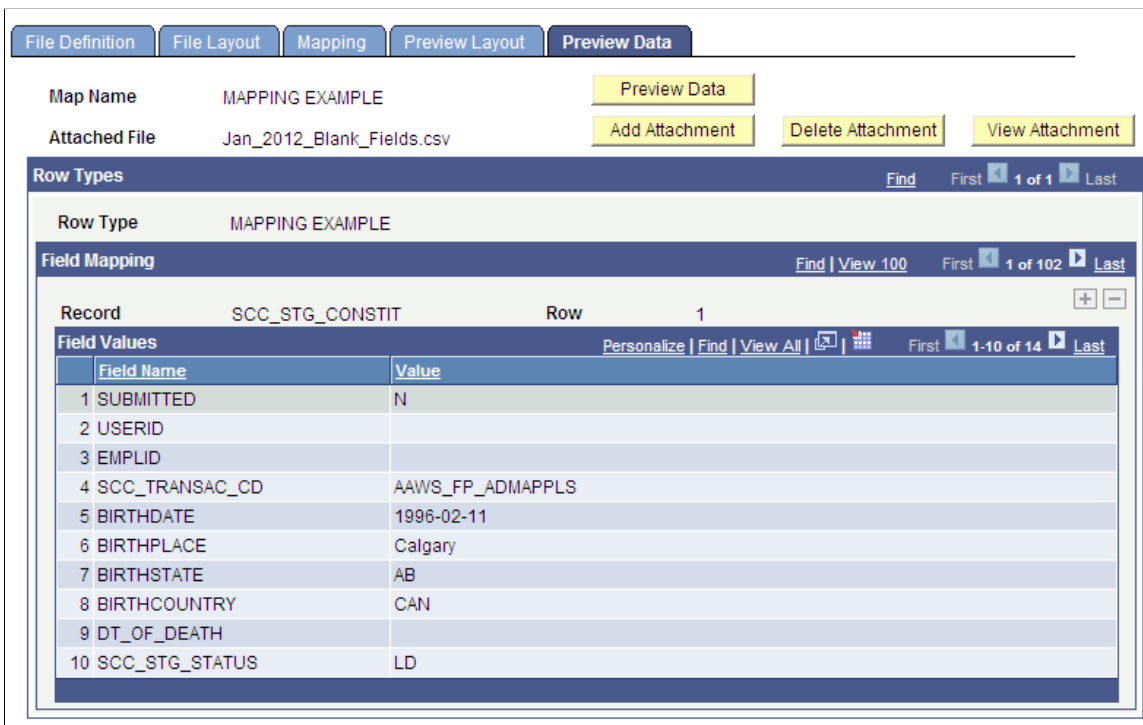 File Definition File Layout Mapping Preview Layout Preview Data
Map Name MAPPING EXAMPLE Preview Data
Attached File Jan_2012_Blank_Fields.csv Add Attachment Delete Attachment View Attachment
Row Types Find First 1 of 1 Last
Row Type MAPPING EXAMPLE
Field Mapping Find | View 100 First 1 of 102 Last
Record SCC_STG_CONSTIT Row 1
Field Values Personalize | Find | View All | | First 1-10 of 14 Last
Field Name Value
1 SUBMITTED N
2 USERID
3 EMPLID
4 SCC_TRANSAC_CD AAWS_FP_ADMAPPLS
5 BIRTHDATE 1996-02-11
6 BIRTHPLACE Calgary
7 BIRTHSTATE AB
8 BIRTHCOUNTRY CAN
9 DT_OF_DEATH
10 SCC_STG_STATUS LD